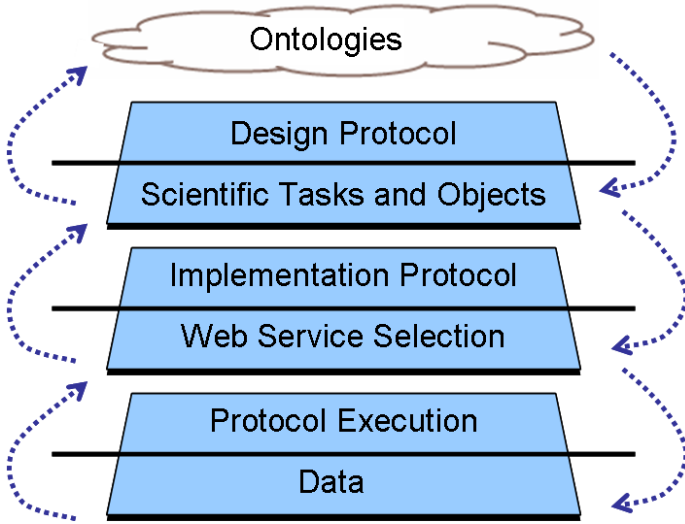 Ontologies
Design Protocol
Scientific Tasks and Objects
Implementation Protocol
Web Service Selection
Protocol Execution
Data